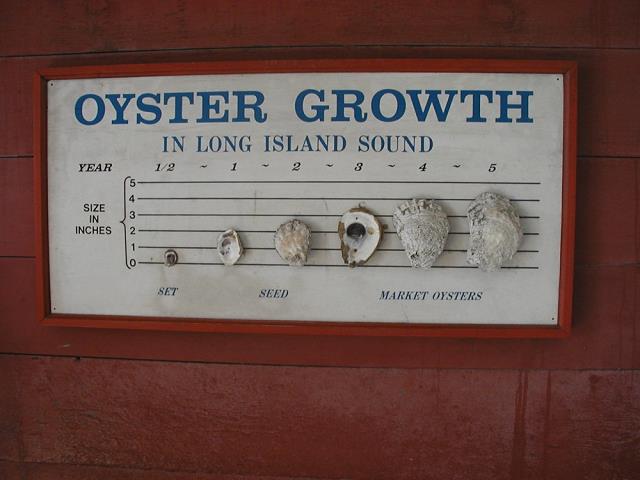 OYSTER GROWTH
IN LONG ISLAND SOUND
YEAR 1/2 ~ 1 ~ 2 ~ 3 ~ 4 ~ 5
SIZE
IN
INCHES
5
4
3
2
1
0
SET SEED MARKET OYSTERS